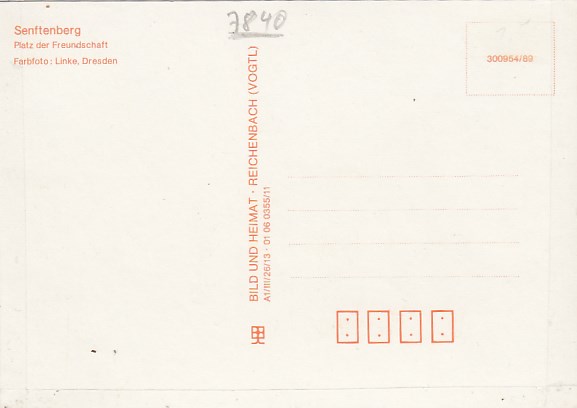 Senftenberg
Platz der Freundschaft
Farbfoto: Linke, Dresden
7840
BILD UND HEIMAT · REICHENBACH (VOGTL)
A1/III/26/13 · 01 06 0355/11
300954/89